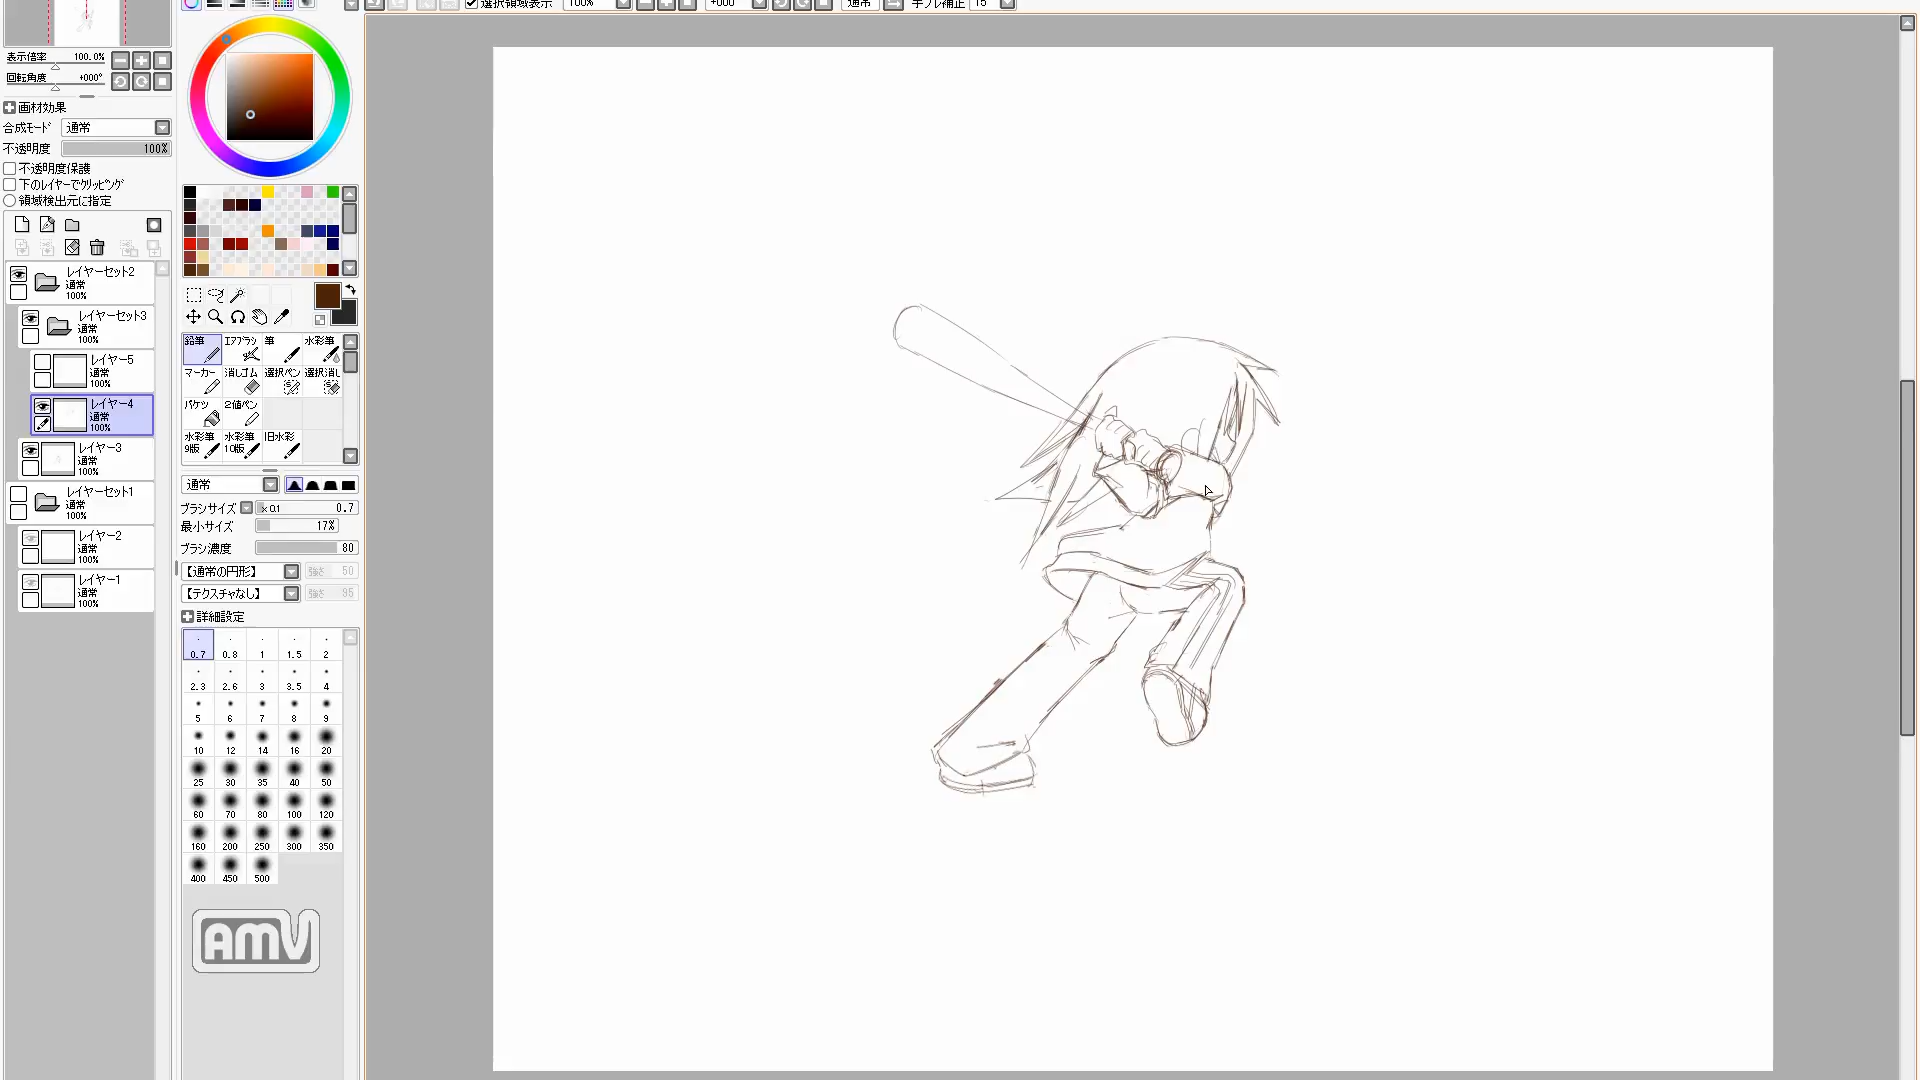 選択領域表示 100% +000 通常 手ブレ補正 15
表示倍率 100.0%
回転角度 +000°
画材効果
合成モード 通常
不透明度 100%
不透明度保護
下のレイヤーでクリッピング
領域検出元に指定
レイヤーセット2
通常
100%
レイヤーセット3
通常
100%
レイヤー5
通常
100%
レイヤー4
通常
100%
レイヤー3
通常
100%
レイヤーセット1
通常
100%
レイヤー2
通常
100%
レイヤー1
通常
100%
鉛筆 エアブラシ 筆 水彩筆
マーカー 消しゴム 選択ペン 選択消し
バケツ 2値ペン
水彩筆 水彩筆 旧水彩
9版 10版
通常
ブラシサイズ x0.1 0.7
最小サイズ 17%
ブラシ濃度 80
【通常の円形】 強さ 50
【テクスチャなし】 強さ 95
詳細設定
0.7 0.8 1 1.5 2
2.3 2.6 3 3.5 4
5 6 7 8 9
10 12 14 16 20
25 30 35 40 50
60 70 80 100 120
160 200 250 300 350
400 450 500
AMV